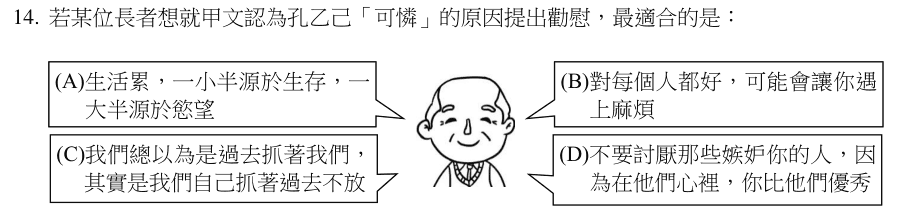 14. 若某位長者想就甲文認為孔乙己「可憐」的原因提出勸慰，最適合的是：
(A)生活累，一小半源於生存，一
大半源於慾望
(B)對每個人都好，可能會讓你遇
上麻煩
(C)我們總以為是過去抓著我們，
其實是我們自己抓著過去不放
(D)不要討厭那些嫉妒你的人，因
為在他們心裡，你比他們優秀